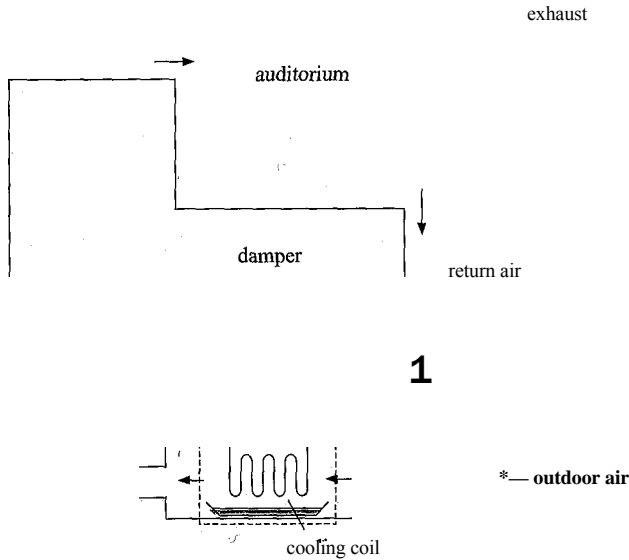 exhaust
auditorium
damper
return air
1
*— outdoor air
cooling coil